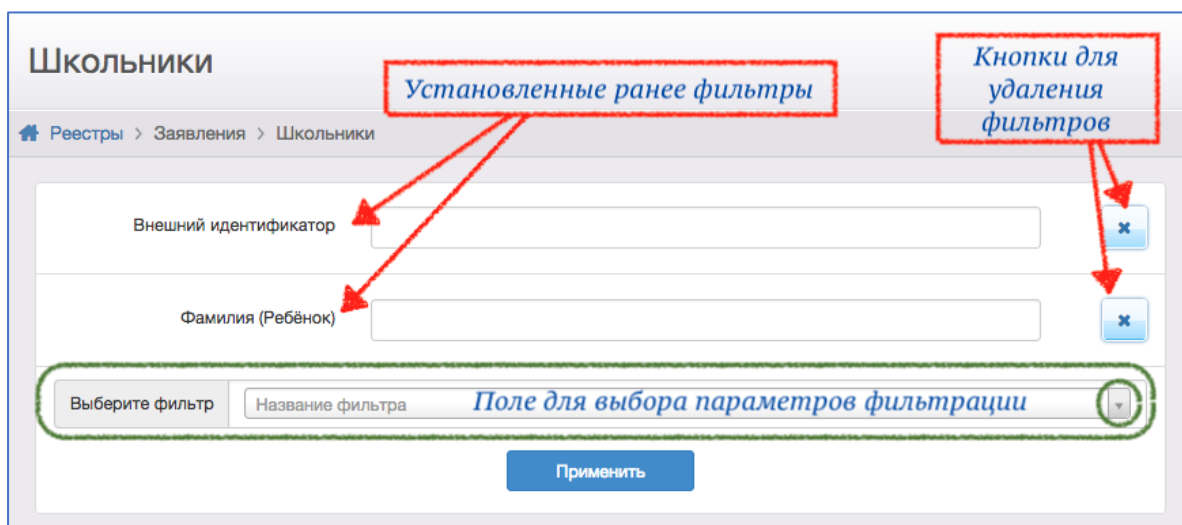 Школьники
Установленные ранее фильтры
Кнопки для
удаления
фильтров
Реестры > Заявления > Школьники
Внешний идентификатор
Фамилия (Ребёнок)
Выберите фильтр
Название фильтра
Поле для выбора параметров фильтрации
Применить